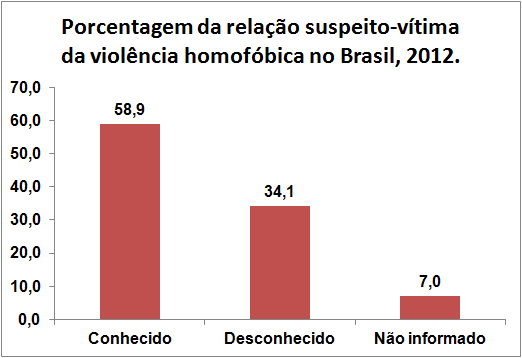 Porcentagem da relação suspeito-vítima
da violência homofóbica no Brasil, 2012.
70,0
60,0
50,0
40,0
30,0
20,0
10,0
0,0
58,9
34,1
7,0
Conhecido
Desconhecido
Não informado